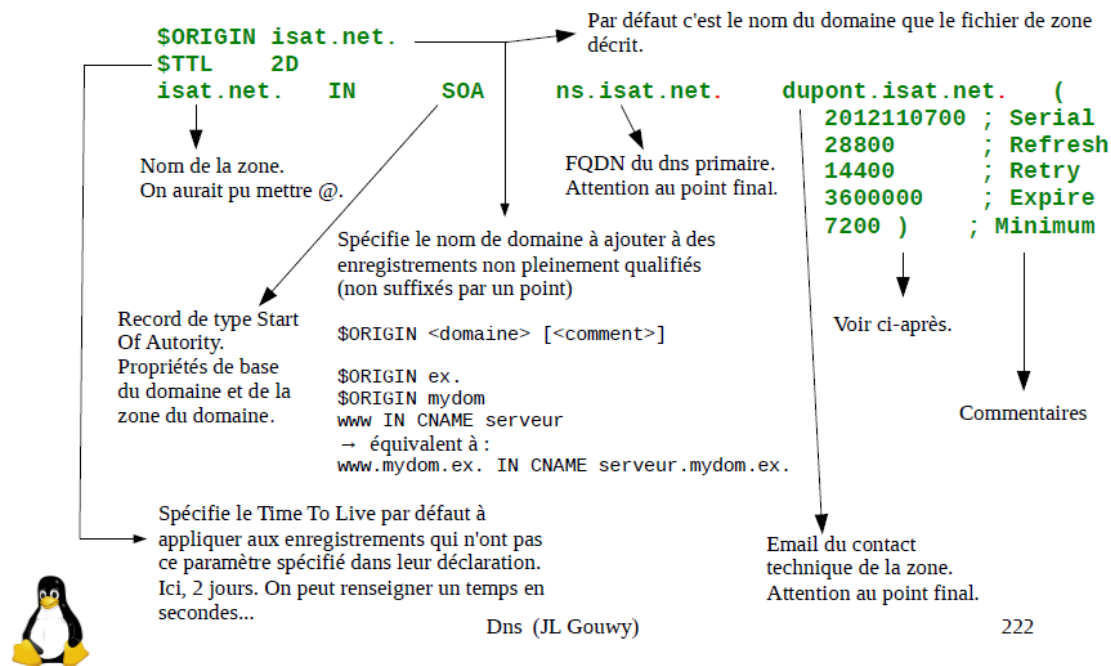 $ORIGIN isat.net.
Par défaut c'est le nom du domaine que le fichier de zone
décrit.
$TTL 2D
isat.net. IN SOA ns.isat.net. dupont.isat.net. (
2012110700 ; Serial
28800 ; Refresh
14400 ; Retry
3600000 ; Expire
7200 ) ; Minimum
Nom de la zone.
On aurait pu mettre @.
FQDN du dns primaire.
Attention au point final.
Spécifie le nom de domaine à ajouter à des
enregistrements non pleinement qualifiés
(non suffixés par un point)
$ORIGIN <domaine> [<comment>]
$ORIGIN ex.
$ORIGIN mydom
www IN CNAME serveur
→ équivalent à :
www.mydom.ex. IN CNAME serveur.mydom.ex.
Record de type Start
Of Autority.
Propriétés de base
du domaine et de la
zone du domaine.
Voir ci-après.
Commentaires
Spécifie le Time To Live par défaut à
appliquer aux enregistrements qui n'ont pas
ce paramètre spécifié dans leur déclaration.
Ici, 2 jours. On peut renseigner un temps en
secondes...
Email du contact
technique de la zone.
Attention au point final.
Dns (JL Gouwy)
222